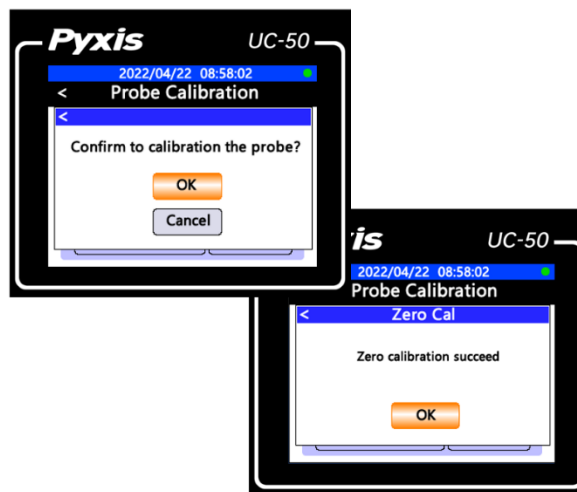 Pyxis UC-50
2022/04/22 08:58:02
< Probe Calibration
<
Confirm to calibration the probe?
OK
Cancel
is UC-50
2022/04/22 08:58:02
Probe Calibration
< Zero Cal
Zero calibration succeed
OK